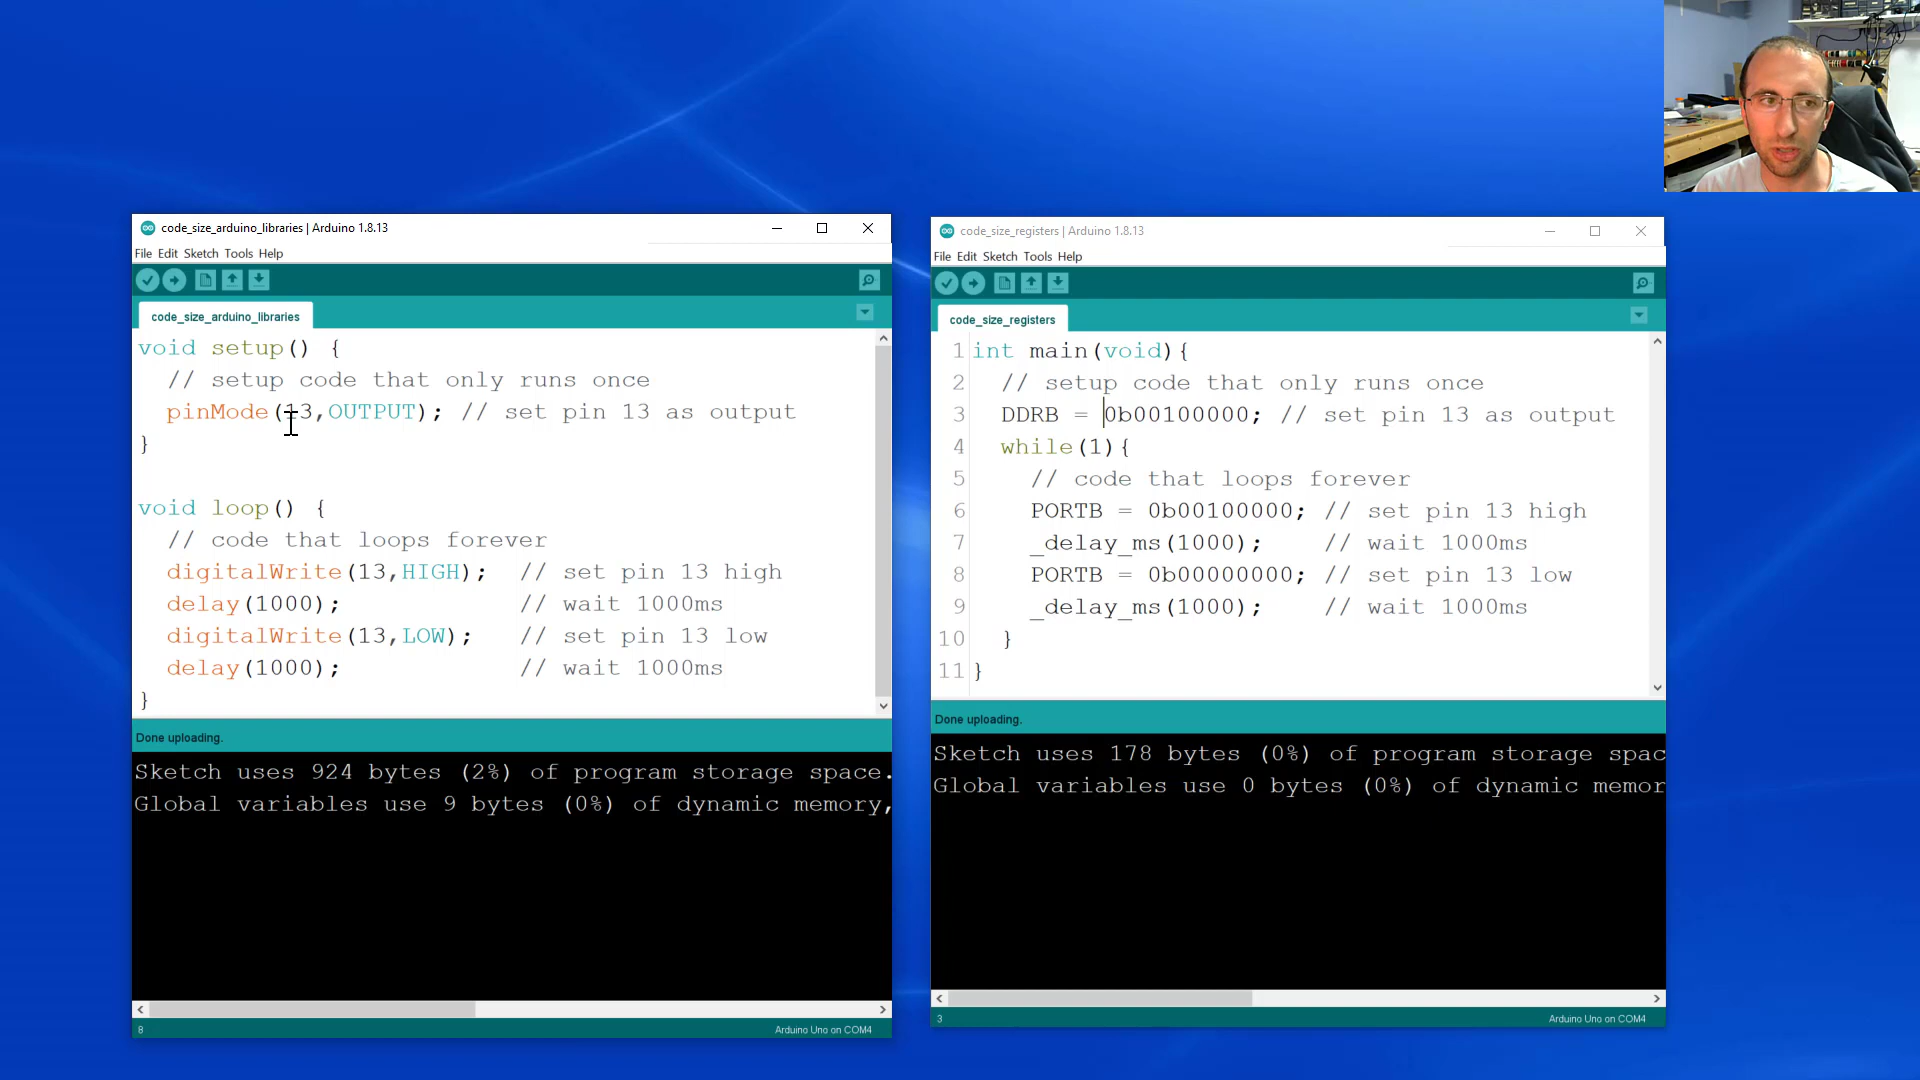 code_size_arduino_libraries | Arduino 1.8.13
File Edit Sketch Tools Help
code_size_arduino_libraries
void setup() {
// setup code that only runs once
pinMode(13,OUTPUT); // set pin 13 as output
}
void loop() {
// code that loops forever
digitalWrite(13,HIGH); // set pin 13 high
delay(1000); // wait 1000ms
digitalWrite(13,LOW); // set pin 13 low
delay(1000); // wait 1000ms
}
Done uploading.
Sketch uses 924 bytes (2%) of program storage space.
Global variables use 9 bytes (0%) of dynamic memory,
8
Arduino Uno on COM4
code_size_registers | Arduino 1.8.13
File Edit Sketch Tools Help
code_size_registers
1 int main(void){
2 // setup code that only runs once
3 DDRB = 0b00100000; // set pin 13 as output
4 while(1){
5 // code that loops forever
6 PORTB = 0b00100000; // set pin 13 high
7 _delay_ms(1000); // wait 1000ms
8 PORTB = 0b00000000; // set pin 13 low
9 _delay_ms(1000); // wait 1000ms
10 }
11 }
Done uploading.
Sketch uses 178 bytes (0%) of program storage spac
Global variables use 0 bytes (0%) of dynamic memor
3
Arduino Uno on COM4